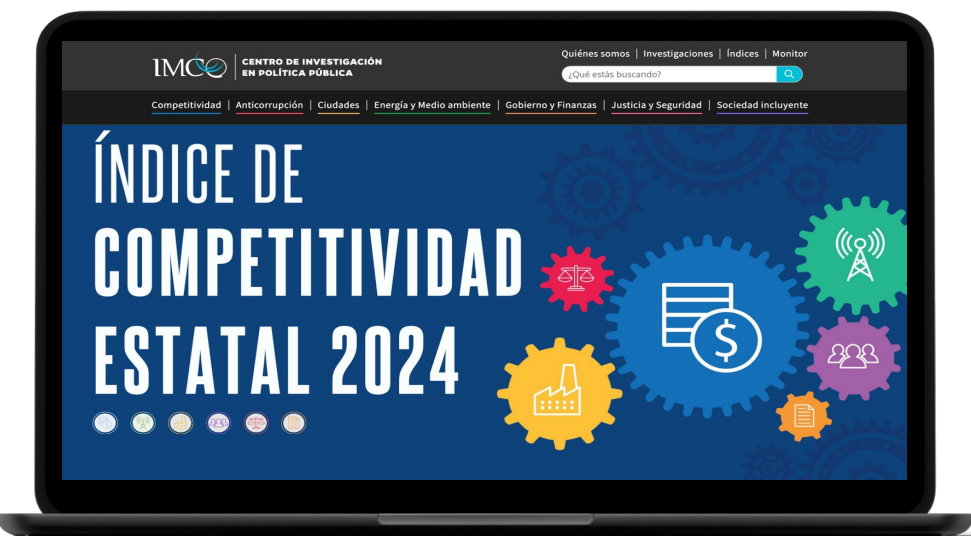 IMCO
CENTRO DE INVESTIGACIÓN
EN POLÍTICA PÚBLICA
Quiénes somos | Investigaciones | Índices | Monitor
¿Qué estás buscando?
Competitividad | Anticorrupción | Ciudades | Energía y Medio ambiente | Gobierno y Finanzas | Justicia y Seguridad | Sociedad incluyente
ÍNDICE DE
COMPETITIVIDAD
ESTATAL 2024
$